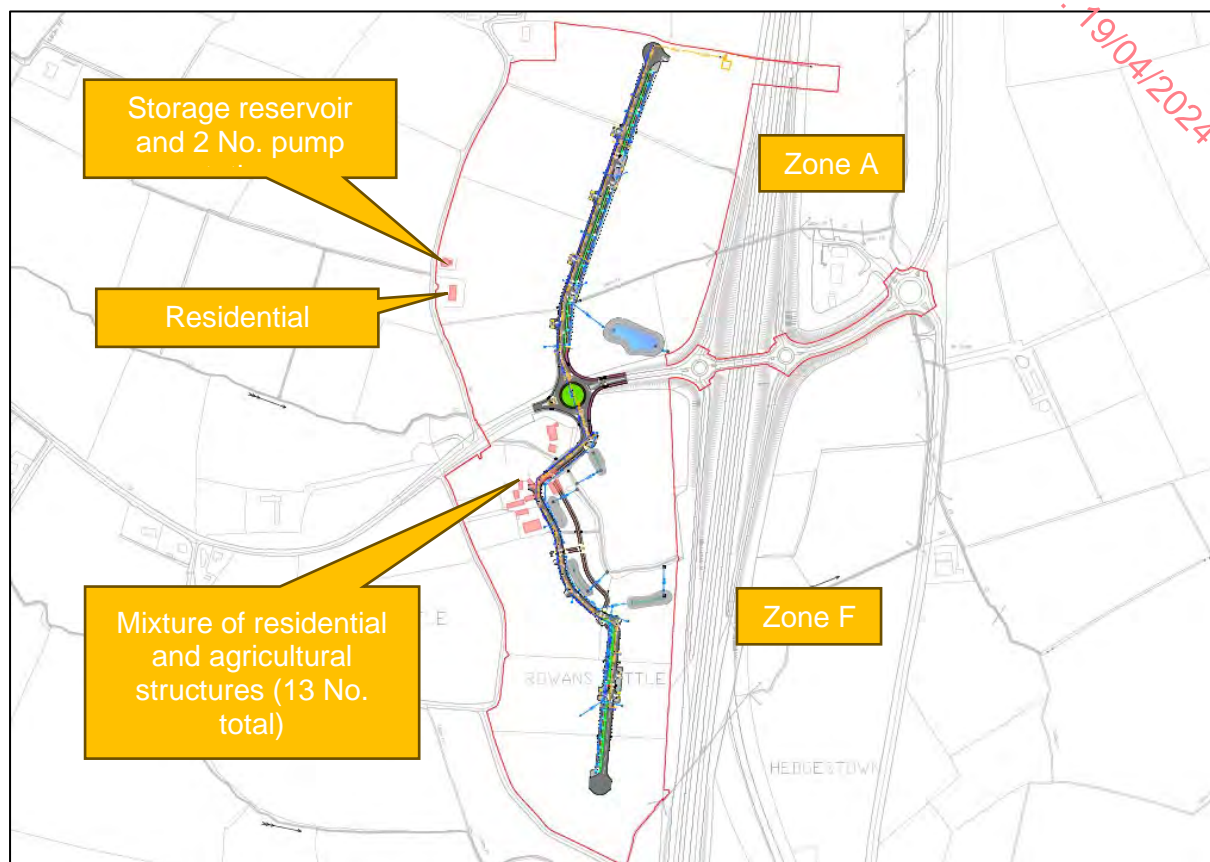 19/04/2024
Storage reservoir
and 2 No. pump
Zone A
Residential
Mixture of residential
and agricultural
structures (13 No.
total)
Zone F
HEDGESTOWN